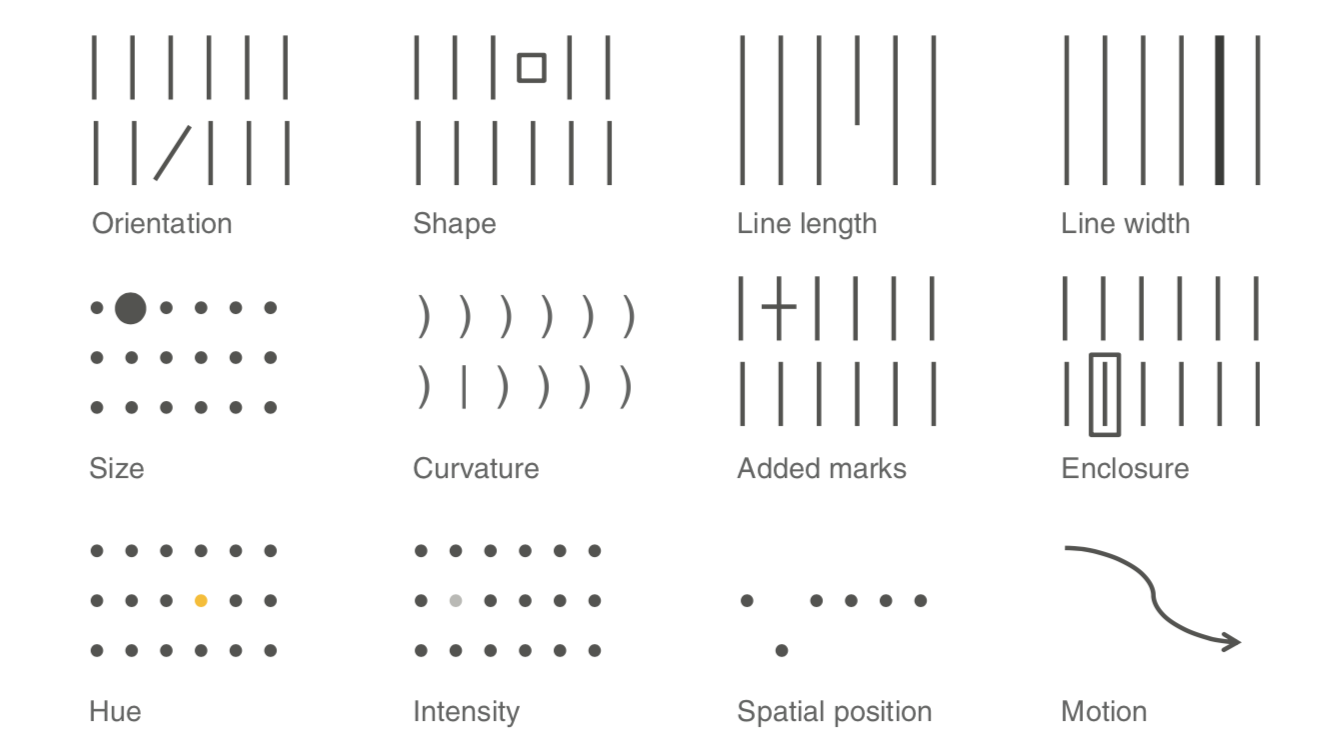 Orientation
Shape
Line length
Line width
Size
Curvature
Added marks
Enclosure
Hue
Intensity
Spatial position
Motion